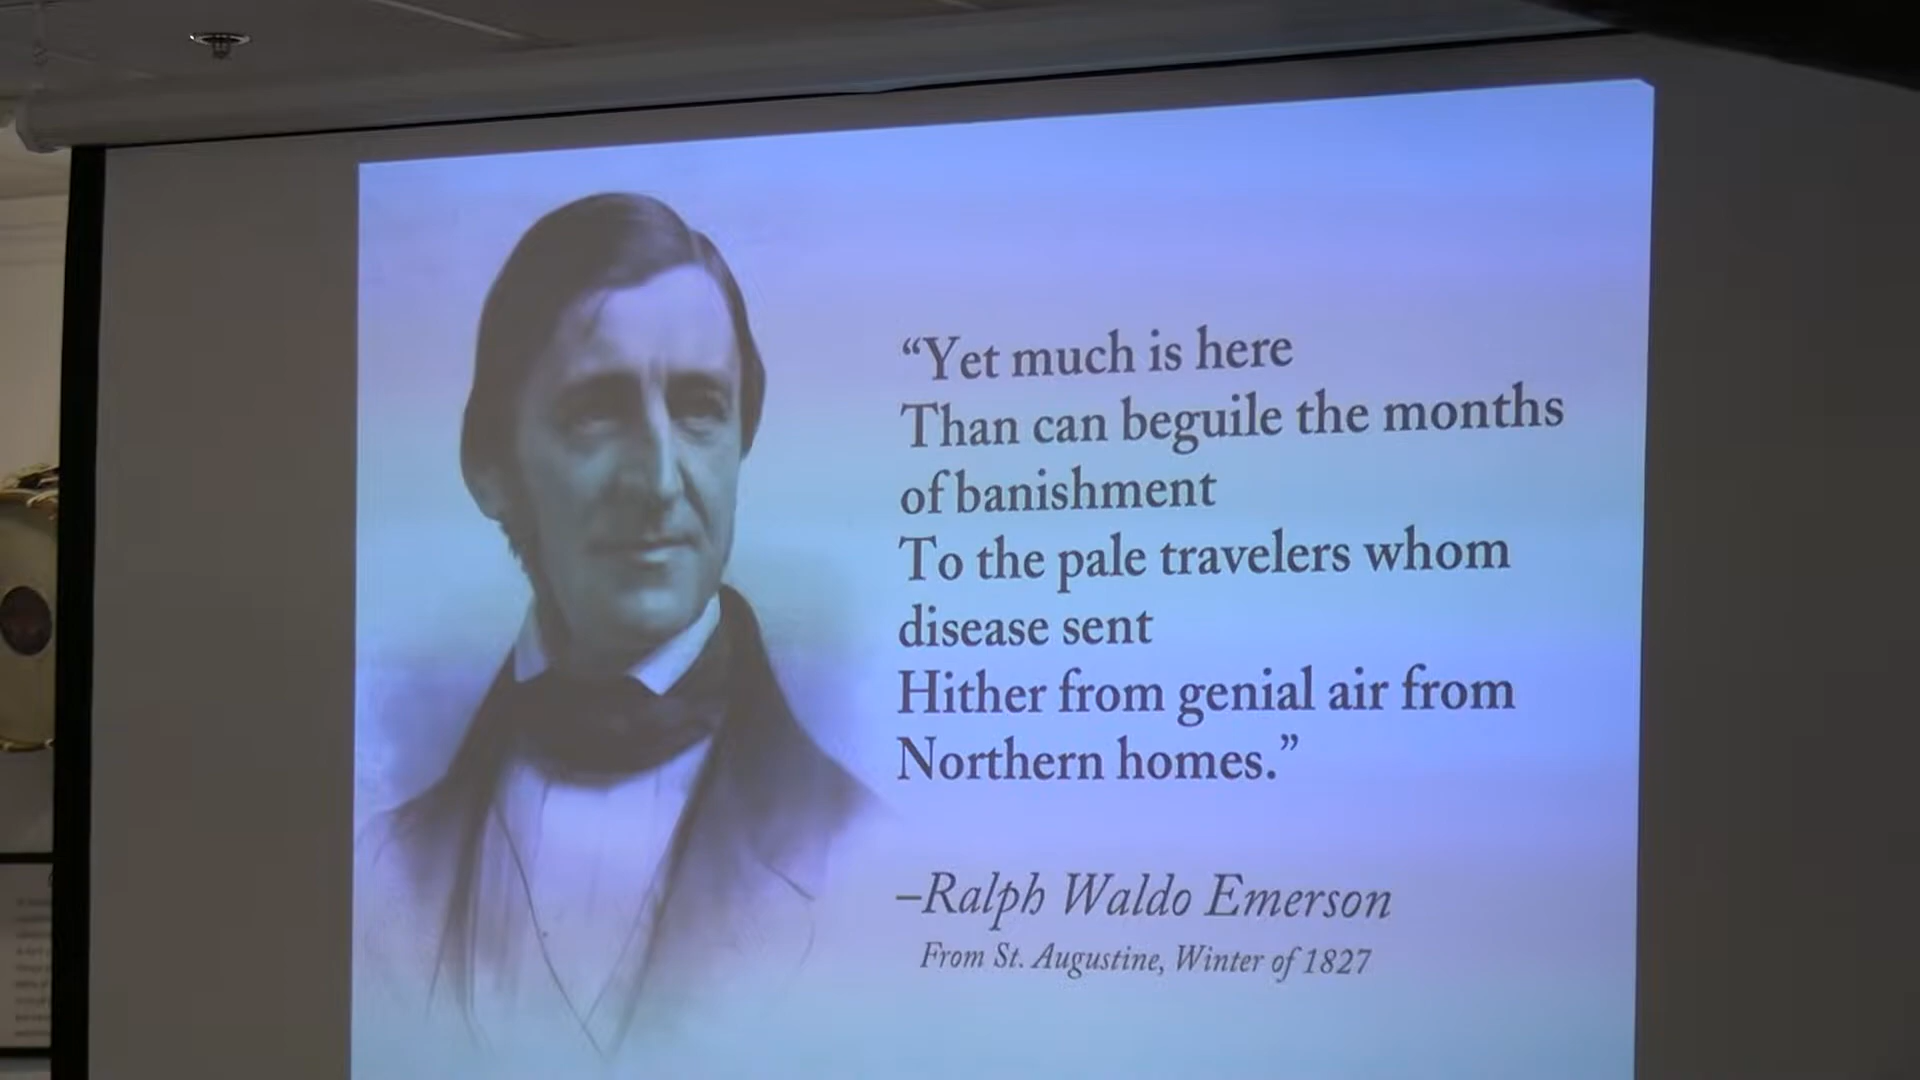 “Yet much is here
Than can beguile the months
of banishment
To the pale travelers whom
disease sent
Hither from genial air from
Northern homes.”
–Ralph Waldo Emerson
From St. Augustine, Winter of 1827